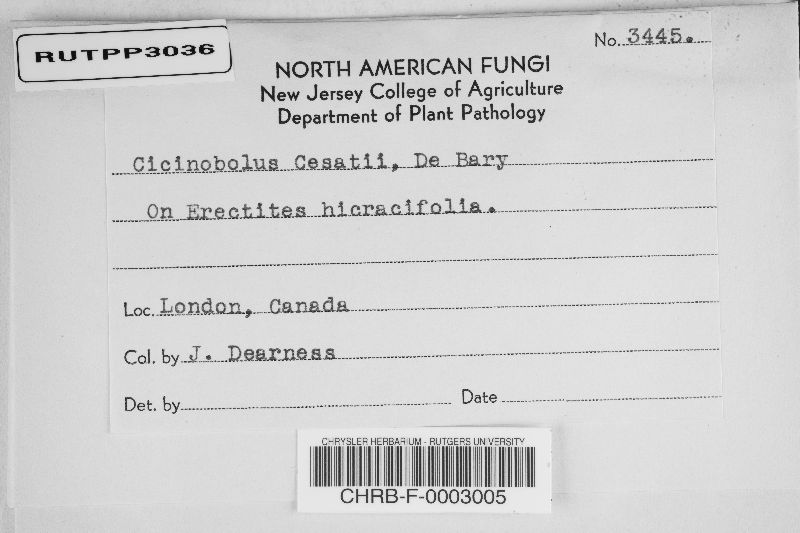 RUTPP3036
No. 3445.
NORTH AMERICAN FUNGI
New Jersey College of Agriculture
Department of Plant Pathology
Cicinobolus Cesatii, De Bary
On Erectites hicracifolia.
Loc. London, Canada
Col. by J. Dearness
Det. by Date
CHRYSLER HERBARIUM - RUTGERS UNIVERSITY
CHRB-F-0003005